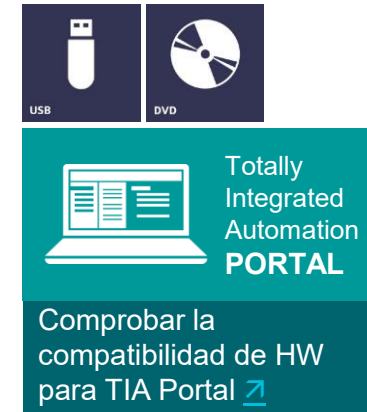 USB
DVD
Totally
Integrated
Automation
PORTAL
Comprobar la
compatibilidad de HW
para TIA Portal